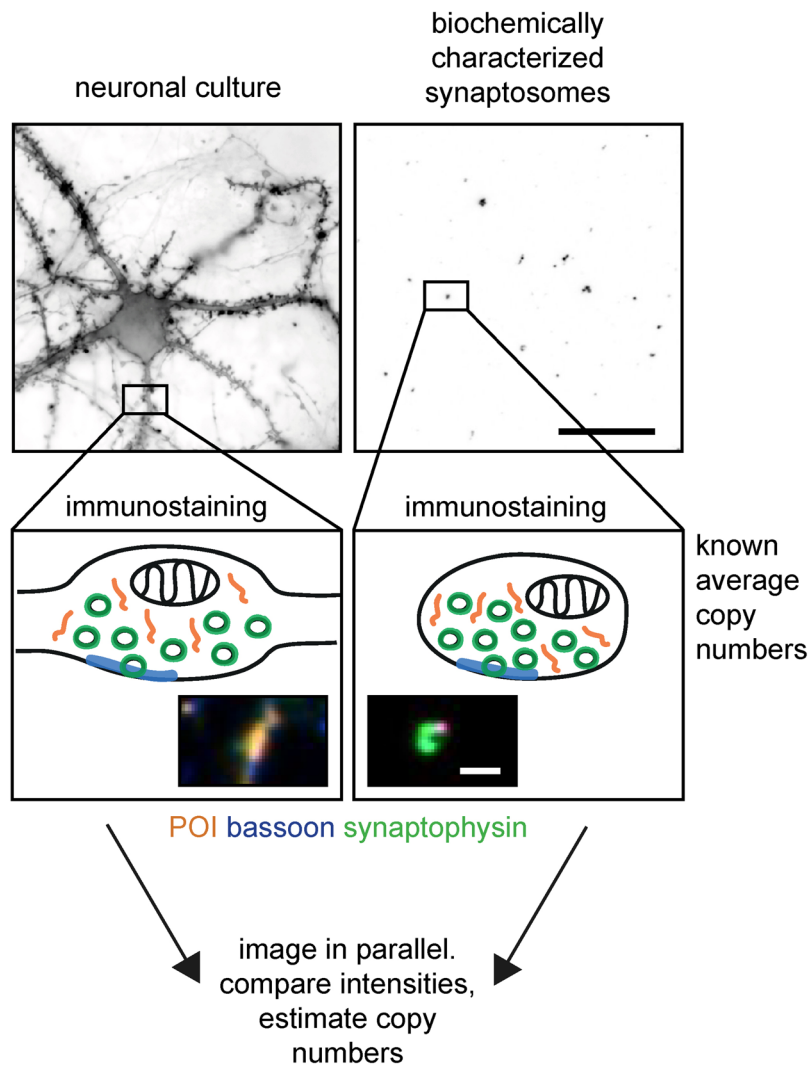 neuronal culture
biochemically
characterized
synaptosomes
immunostaining
immunostaining
known
average
copy
numbers
POI bassoon synaptophysin
image in parallel.
compare intensities,
estimate copy
numbers